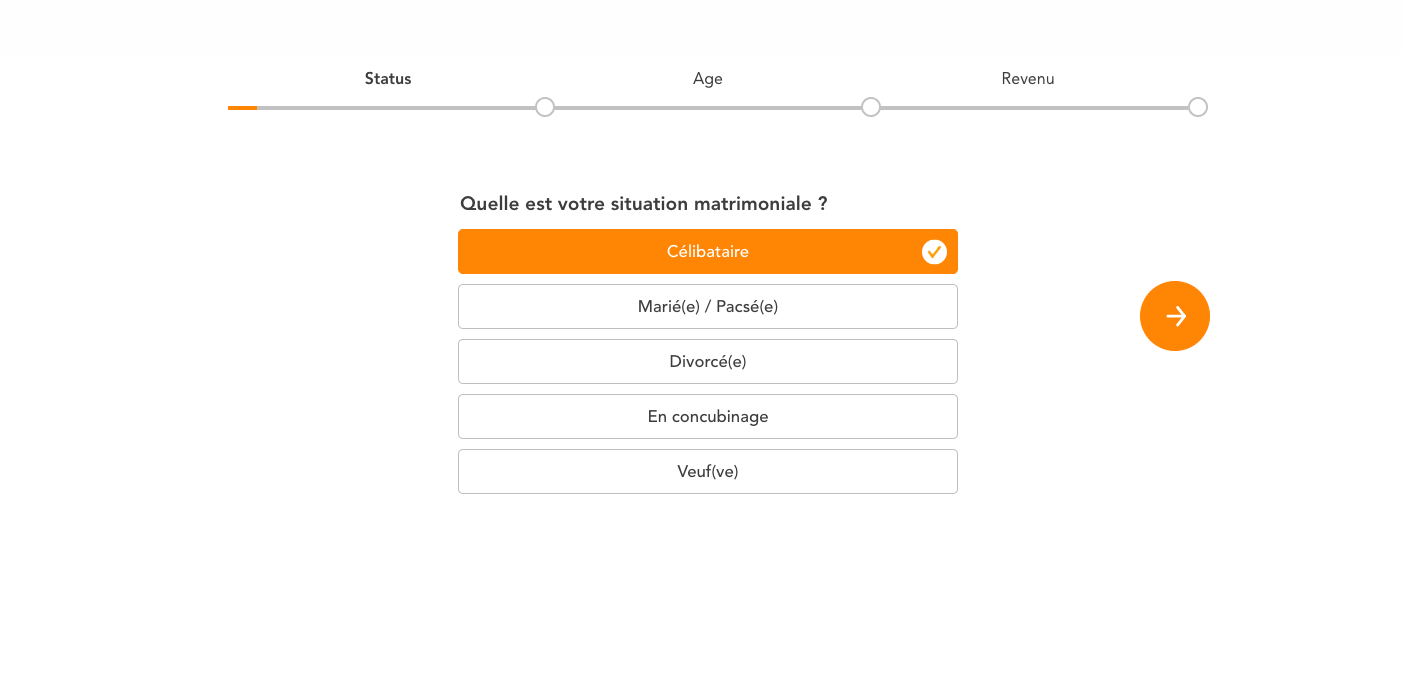 Status
Age
Revenu
Quelle est votre situation matrimoniale ?
Célibataire
Marié(e) / Pacsé(e)
Divorcé(e)
En concubinage
Veuf(ve)